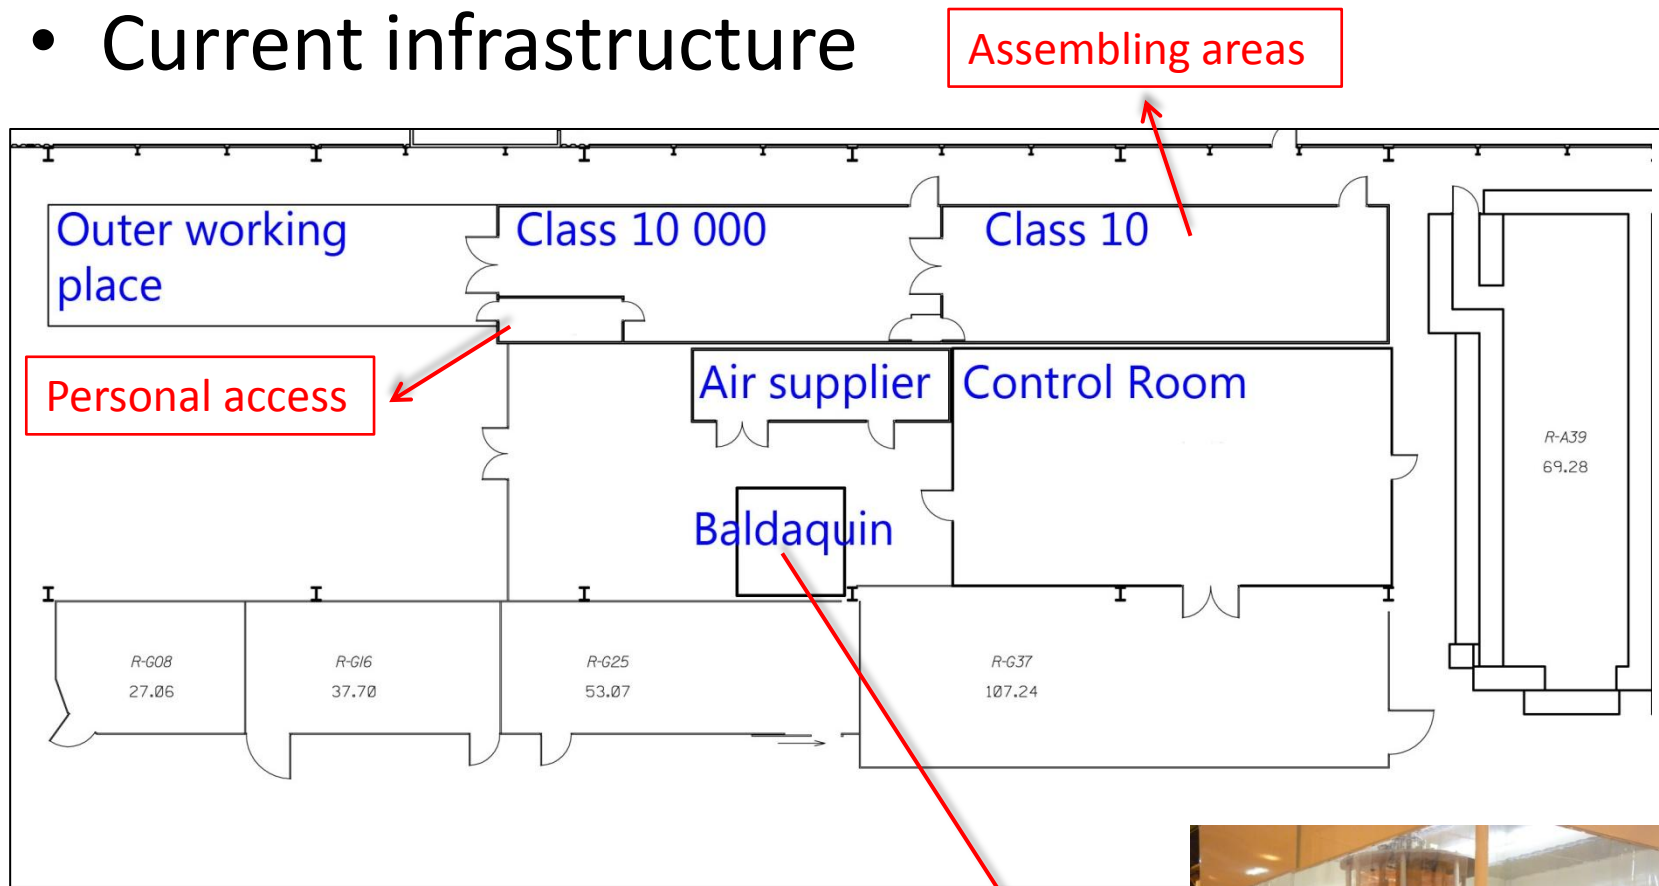 • Current infrastructure
Assembling areas
Outer working
place
Class 10 000
Class 10
Personal access
Air supplier
Control Room
Baldaquin
R-A39
69.28
R-G08
27.06
R-G16
37.70
R-G25
53.07
R-G37
107.24